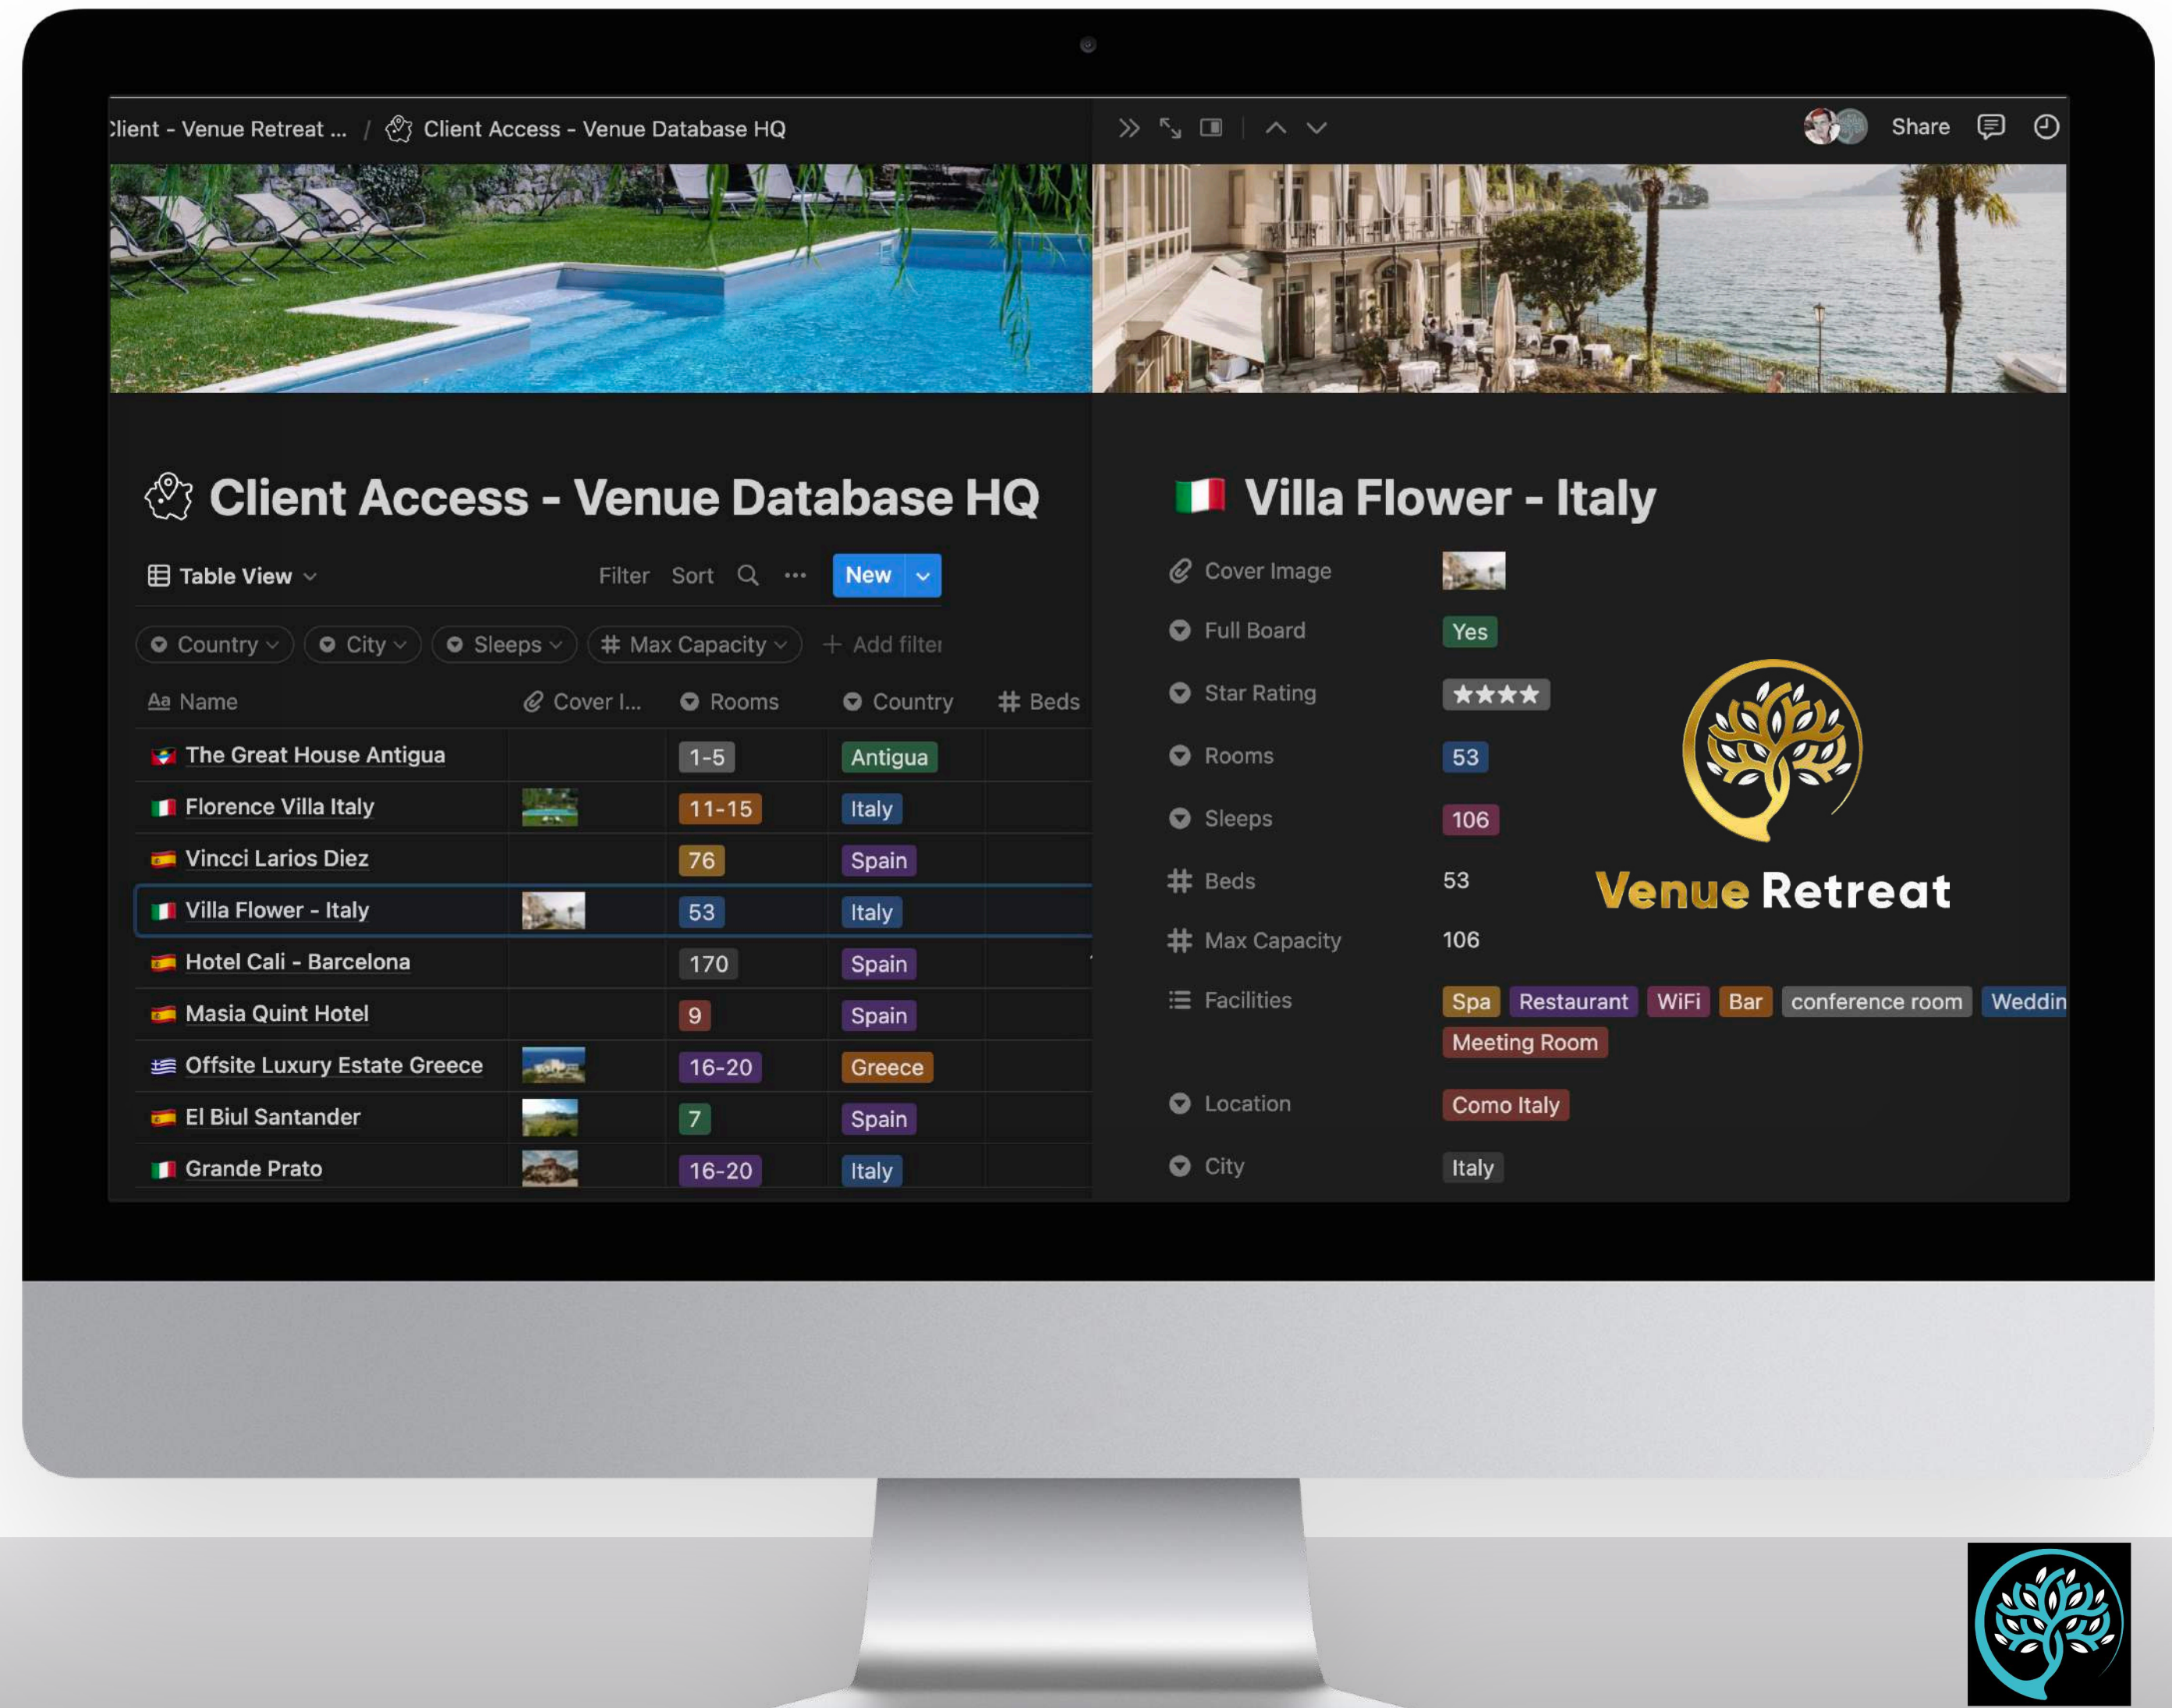 Client - Venue Retreat ... / Client Access - Venue Database HQ
Share
Client Access - Venue Database HQ
Table View
Filter Sort ... New
Country City Sleeps # Max Capacity + Add filter
Aa Name Cover I... Rooms Country # Beds
The Great House Antigua 1-5 Antigua
Florence Villa Italy 11-15 Italy
Vincci Larios Diez 76 Spain
Villa Flower - Italy 53 Italy
Hotel Cali - Barcelona 170 Spain
Masia Quint Hotel 9 Spain
Offsite Luxury Estate Greece 16-20 Greece
El Biul Santander 7 Spain
Grande Prato 16-20 Italy
Villa Flower - Italy
Cover Image
Full Board Yes
Star Rating ★★★★
Rooms 53
Sleeps 106
# Beds 53
# Max Capacity 106
Facilities Spa Restaurant WiFi Bar conference room Weddin
Meeting Room
Location Como Italy
City Italy
Venue Retreat